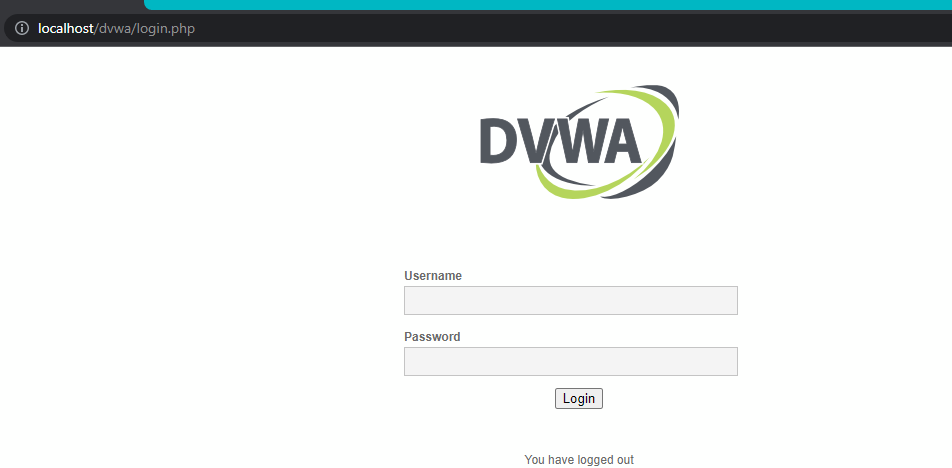 localhost/dvwa/login.php
DVWA
Username
Password
Login
You have logged out